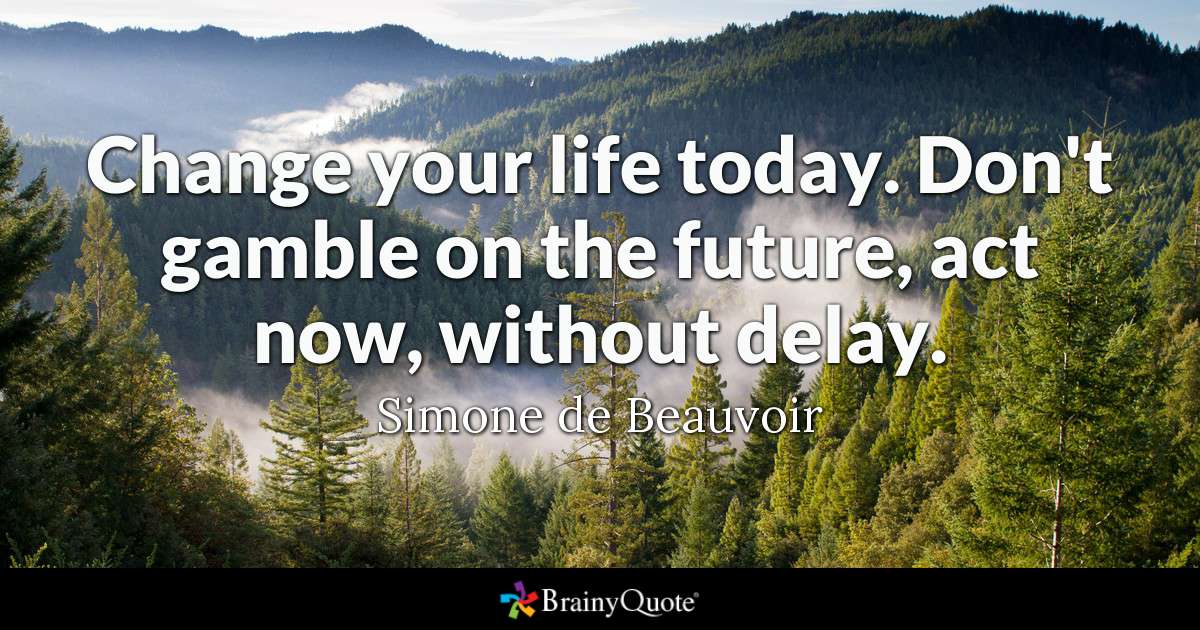 Change your life today. Don't
gamble on the future, act
now, without delay.
Simone de Beauvoir
BrainyQuote®